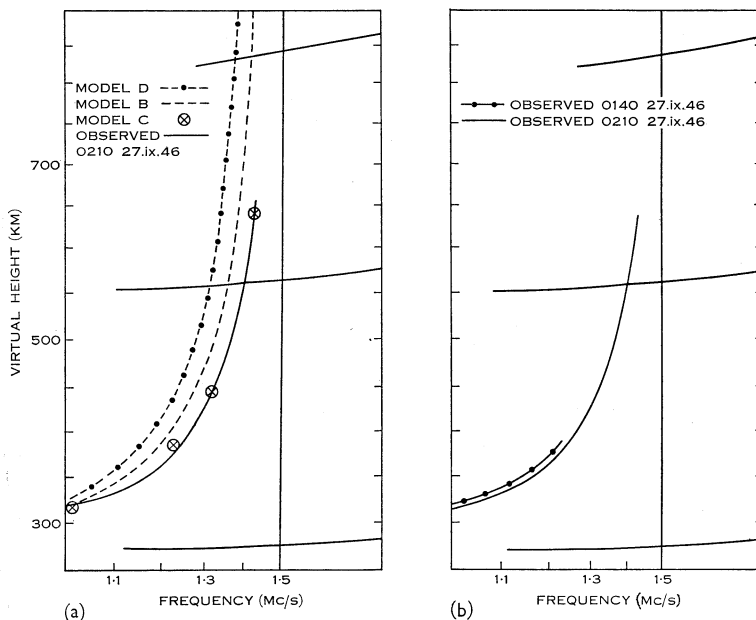 MODEL D
MODEL B
MODEL C
OBSERVED
0210 27.ix.46
VIRTUAL HEIGHT (KM)
700
500
300
1·1
1·3
1·5
FREQUENCY (Mc/s)
(a)
OBSERVED 0140 27.ix.46
OBSERVED 0210 27.ix.46
1·1
1·3
1·5
FREQUENCY (Mc/s)
(b)